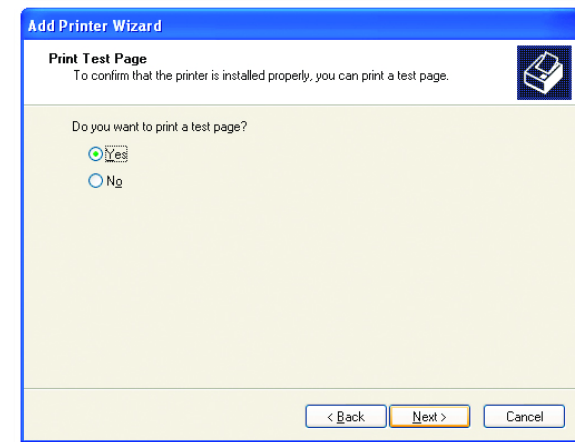 Add Printer Wizard
Print Test Page
To confirm that the printer is installed properly, you can print a test page.
Do you want to print a test page?
Yes
No
< Back
Next >
Cancel